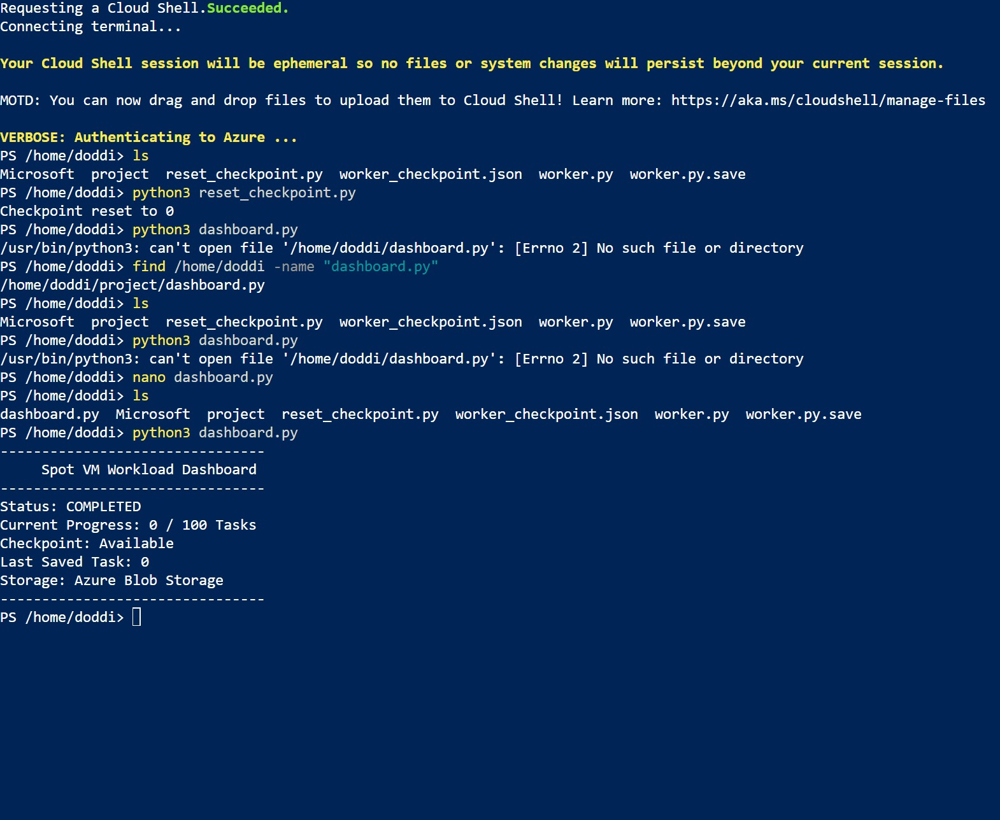 Requesting a Cloud Shell.Succeeded.
Connecting terminal...
Your Cloud Shell session will be ephemeral so no files or system changes will persist beyond your current session.
MOTD: You can now drag and drop files to upload them to Cloud Shell! Learn more: https://aka.ms/cloudshell/manage-files
VERBOSE: Authenticating to Azure ...
PS /home/doddi> ls
Microsoft  project  reset_checkpoint.py  worker_checkpoint.json  worker.py  worker.py.save
PS /home/doddi> python3 reset_checkpoint.py
Checkpoint reset to 0
PS /home/doddi> python3 dashboard.py
/usr/bin/python3: can't open file '/home/doddi/dashboard.py': [Errno 2] No such file or directory
PS /home/doddi> find /home/doddi -name "dashboard.py"
/home/doddi/project/dashboard.py
PS /home/doddi> ls
Microsoft  project  reset_checkpoint.py  worker_checkpoint.json  worker.py  worker.py.save
PS /home/doddi> python3 dashboard.py
/usr/bin/python3: can't open file '/home/doddi/dashboard.py': [Errno 2] No such file or directory
PS /home/doddi> nano dashboard.py
PS /home/doddi> ls
dashboard.py  Microsoft  project  reset_checkpoint.py  worker_checkpoint.json  worker.py  worker.py.save
PS /home/doddi> python3 dashboard.py
--------------------------------
     Spot VM Workload Dashboard
--------------------------------
Status: COMPLETED
Current Progress: 0 / 100 Tasks
Checkpoint: Available
Last Saved Task: 0
Storage: Azure Blob Storage
--------------------------------
PS /home/doddi>